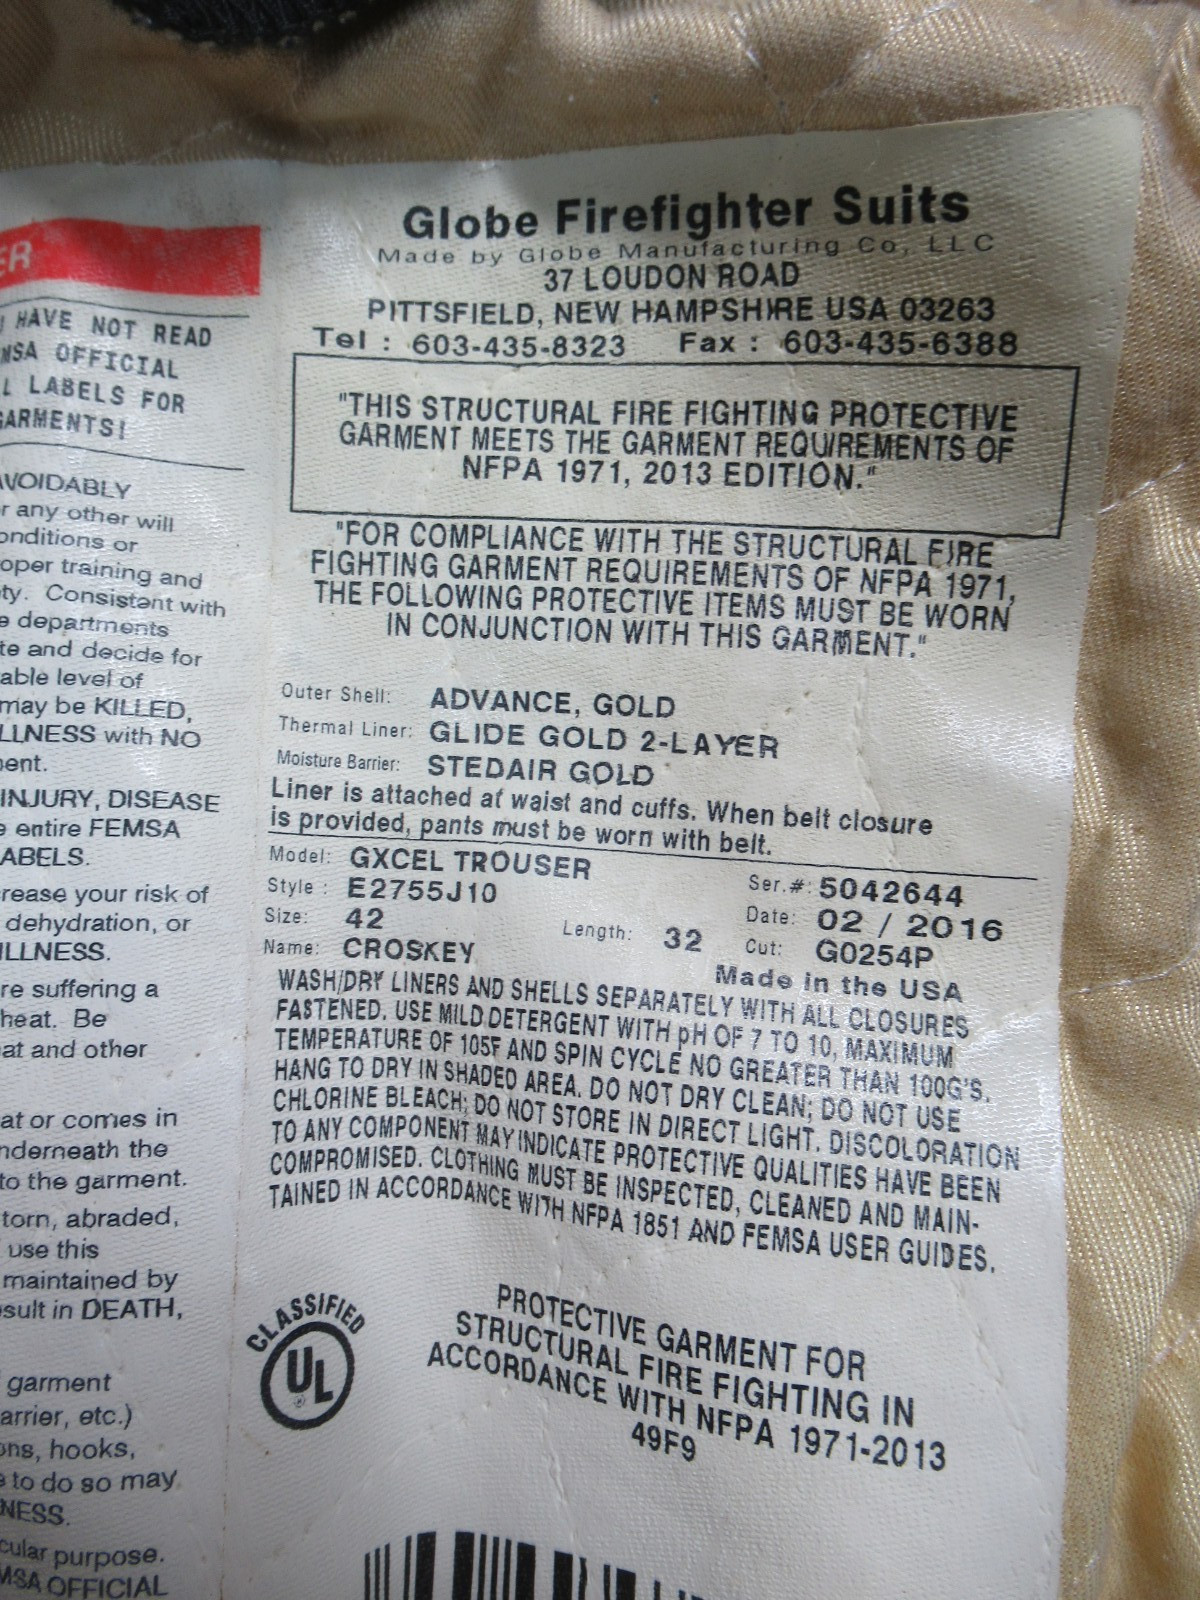 ER
HAVE NOT READ
MSA OFFICIAL
L LABELS FOR
GARMENTS!
VOIDABLY
r any other will
onditions or
oper training and
ty. Consistent with
e departments
te and decide for
able level of
may be KILLED,
LLNESS with NO
ent.
INJURY, DISEASE
e entire FEMSA
ABELS.
crease your risk of
dehydration, or
ILLNESS.
re suffering a
heat. Be
at and other
at or comes in
nderneath the
to the garment.
torn, abraded,
use this
maintained by
sult in DEATH,
garment
arrier, etc.)
ons, hooks,
e to do so may
NESS.
cular purpose.
MSA OFFICIAL
Globe Firefighter Suits
Made by Globe Manufacturing Co, LLC
37 LOUDON ROAD
PITTSFIELD, NEW HAMPSHIRE USA 03263
Tel : 603-435-8323 Fax : 603-435-6388
"THIS STRUCTURAL FIRE FIGHTING PROTECTIVE
GARMENT MEETS THE GARMENT REQUIREMENTS OF
NFPA 1971, 2013 EDITION."
"FOR COMPLIANCE WITH THE STRUCTURAL FIRE
FIGHTING GARMENT REQUIREMENTS OF NFPA 1971,
THE FOLLOWING PROTECTIVE ITEMS MUST BE WORN
IN CONJUNCTION WITH THIS GARMENT."
Outer Shell: ADVANCE, GOLD
Thermal Liner: GLIDE GOLD 2-LAYER
Moisture Barrier: STEDAIR GOLD
Liner is attached at waist and cuffs. When belt closure
is provided, pants must be worn with belt.
Model: GXCEL TROUSER
Style : E2755J10 Ser.#: 5042644
Size: 42 Length: 32 Date: 02 / 2016
Name: CROSKEY Cut: G0254P
Made in the USA
WASH/DRY LINERS AND SHELLS SEPARATELY WITH ALL CLOSURES
FASTENED. USE MILD DETERGENT WITH pH OF 7 TO 10, MAXIMUM
TEMPERATURE OF 105F AND SPIN CYCLE NO GREATER THAN 100G'S.
HANG TO DRY IN SHADED AREA. DO NOT DRY CLEAN; DO NOT USE
CHLORINE BLEACH; DO NOT STORE IN DIRECT LIGHT. DISCOLORATION
TO ANY COMPONENT MAY INDICATE PROTECTIVE QUALITIES HAVE BEEN
COMPROMISED. CLOTHING MUST BE INSPECTED, CLEANED AND MAIN-
TAINED IN ACCORDANCE WITH NFPA 1851 AND FEMSA USER GUIDES.
CLASSIFIED
UL
®
PROTECTIVE GARMENT FOR
STRUCTURAL FIRE FIGHTING IN
ACCORDANCE WITH NFPA 1971-2013
49F9